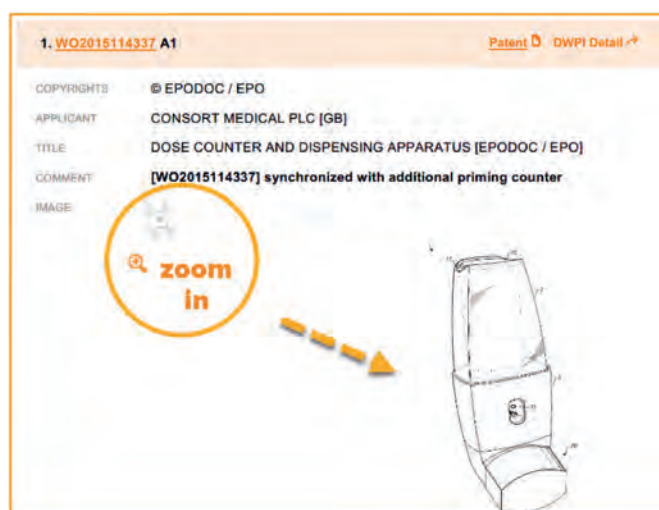 1. WO2015114337 A1 Patent DWPI Detail
COPYRIGHTS © EPODOC / EPO
APPLICANT CONSORT MEDICAL PLC [GB]
TITLE DOSE COUNTER AND DISPENSING APPARATUS [EPODOC / EPO]
COMMENT [WO2015114337] synchronized with additional priming counter
IMAGE
zoom
in